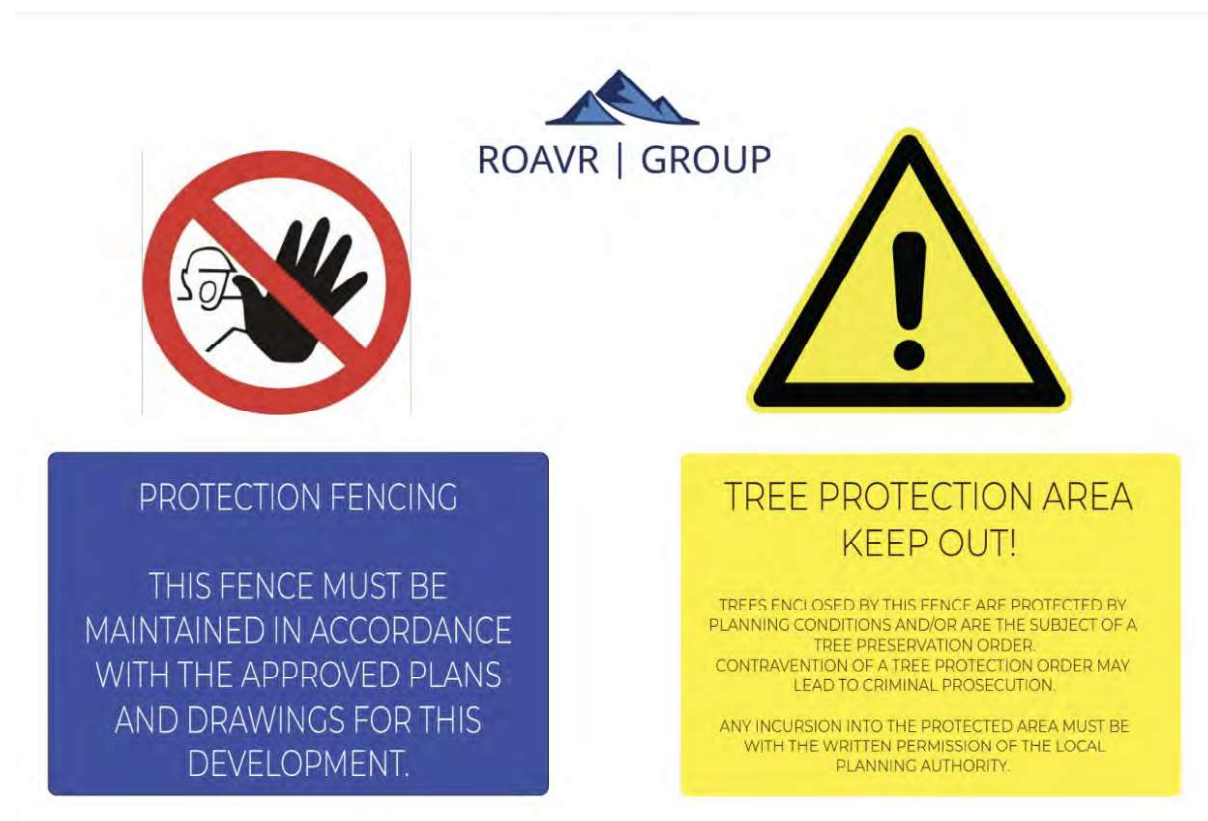 ROAVR | GROUP
PROTECTION FENCING
THIS FENCE MUST BE
MAINTAINED IN ACCORDANCE
WITH THE APPROVED PLANS
AND DRAWINGS FOR THIS
DEVELOPMENT.
TREE PROTECTION AREA
KEEP OUT!
TREES ENCLOSED BY THIS FENCE ARE PROTECTED BY
PLANNING CONDITIONS AND/OR ARE THE SUBJECT OF A
TREE PRESERVATION ORDER.
CONTRAVENTION OF A TREE PROTECTION ORDER MAY
LEAD TO CRIMINAL PROSECUTION.
ANY INCURSION INTO THE PROTECTED AREA MUST BE
WITH THE WRITTEN PERMISSION OF THE LOCAL
PLANNING AUTHORITY.